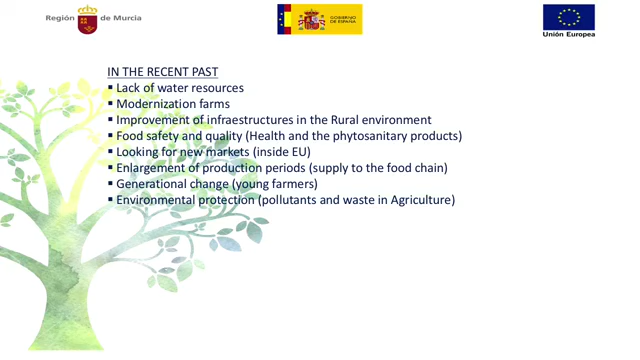 Región de Murcia
GOBIERNO
DE ESPAÑA
Unión Europea
IN THE RECENT PAST
▪ Lack of water resources
▪ Modernization farms
▪ Improvement of infraestructures in the Rural environment
▪ Food safety and quality (Health and the phytosanitary products)
▪ Looking for new markets (inside EU)
▪ Enlargement of production periods (supply to the food chain)
▪ Generational change (young farmers)
▪ Environmental protection (pollutants and waste in Agriculture)